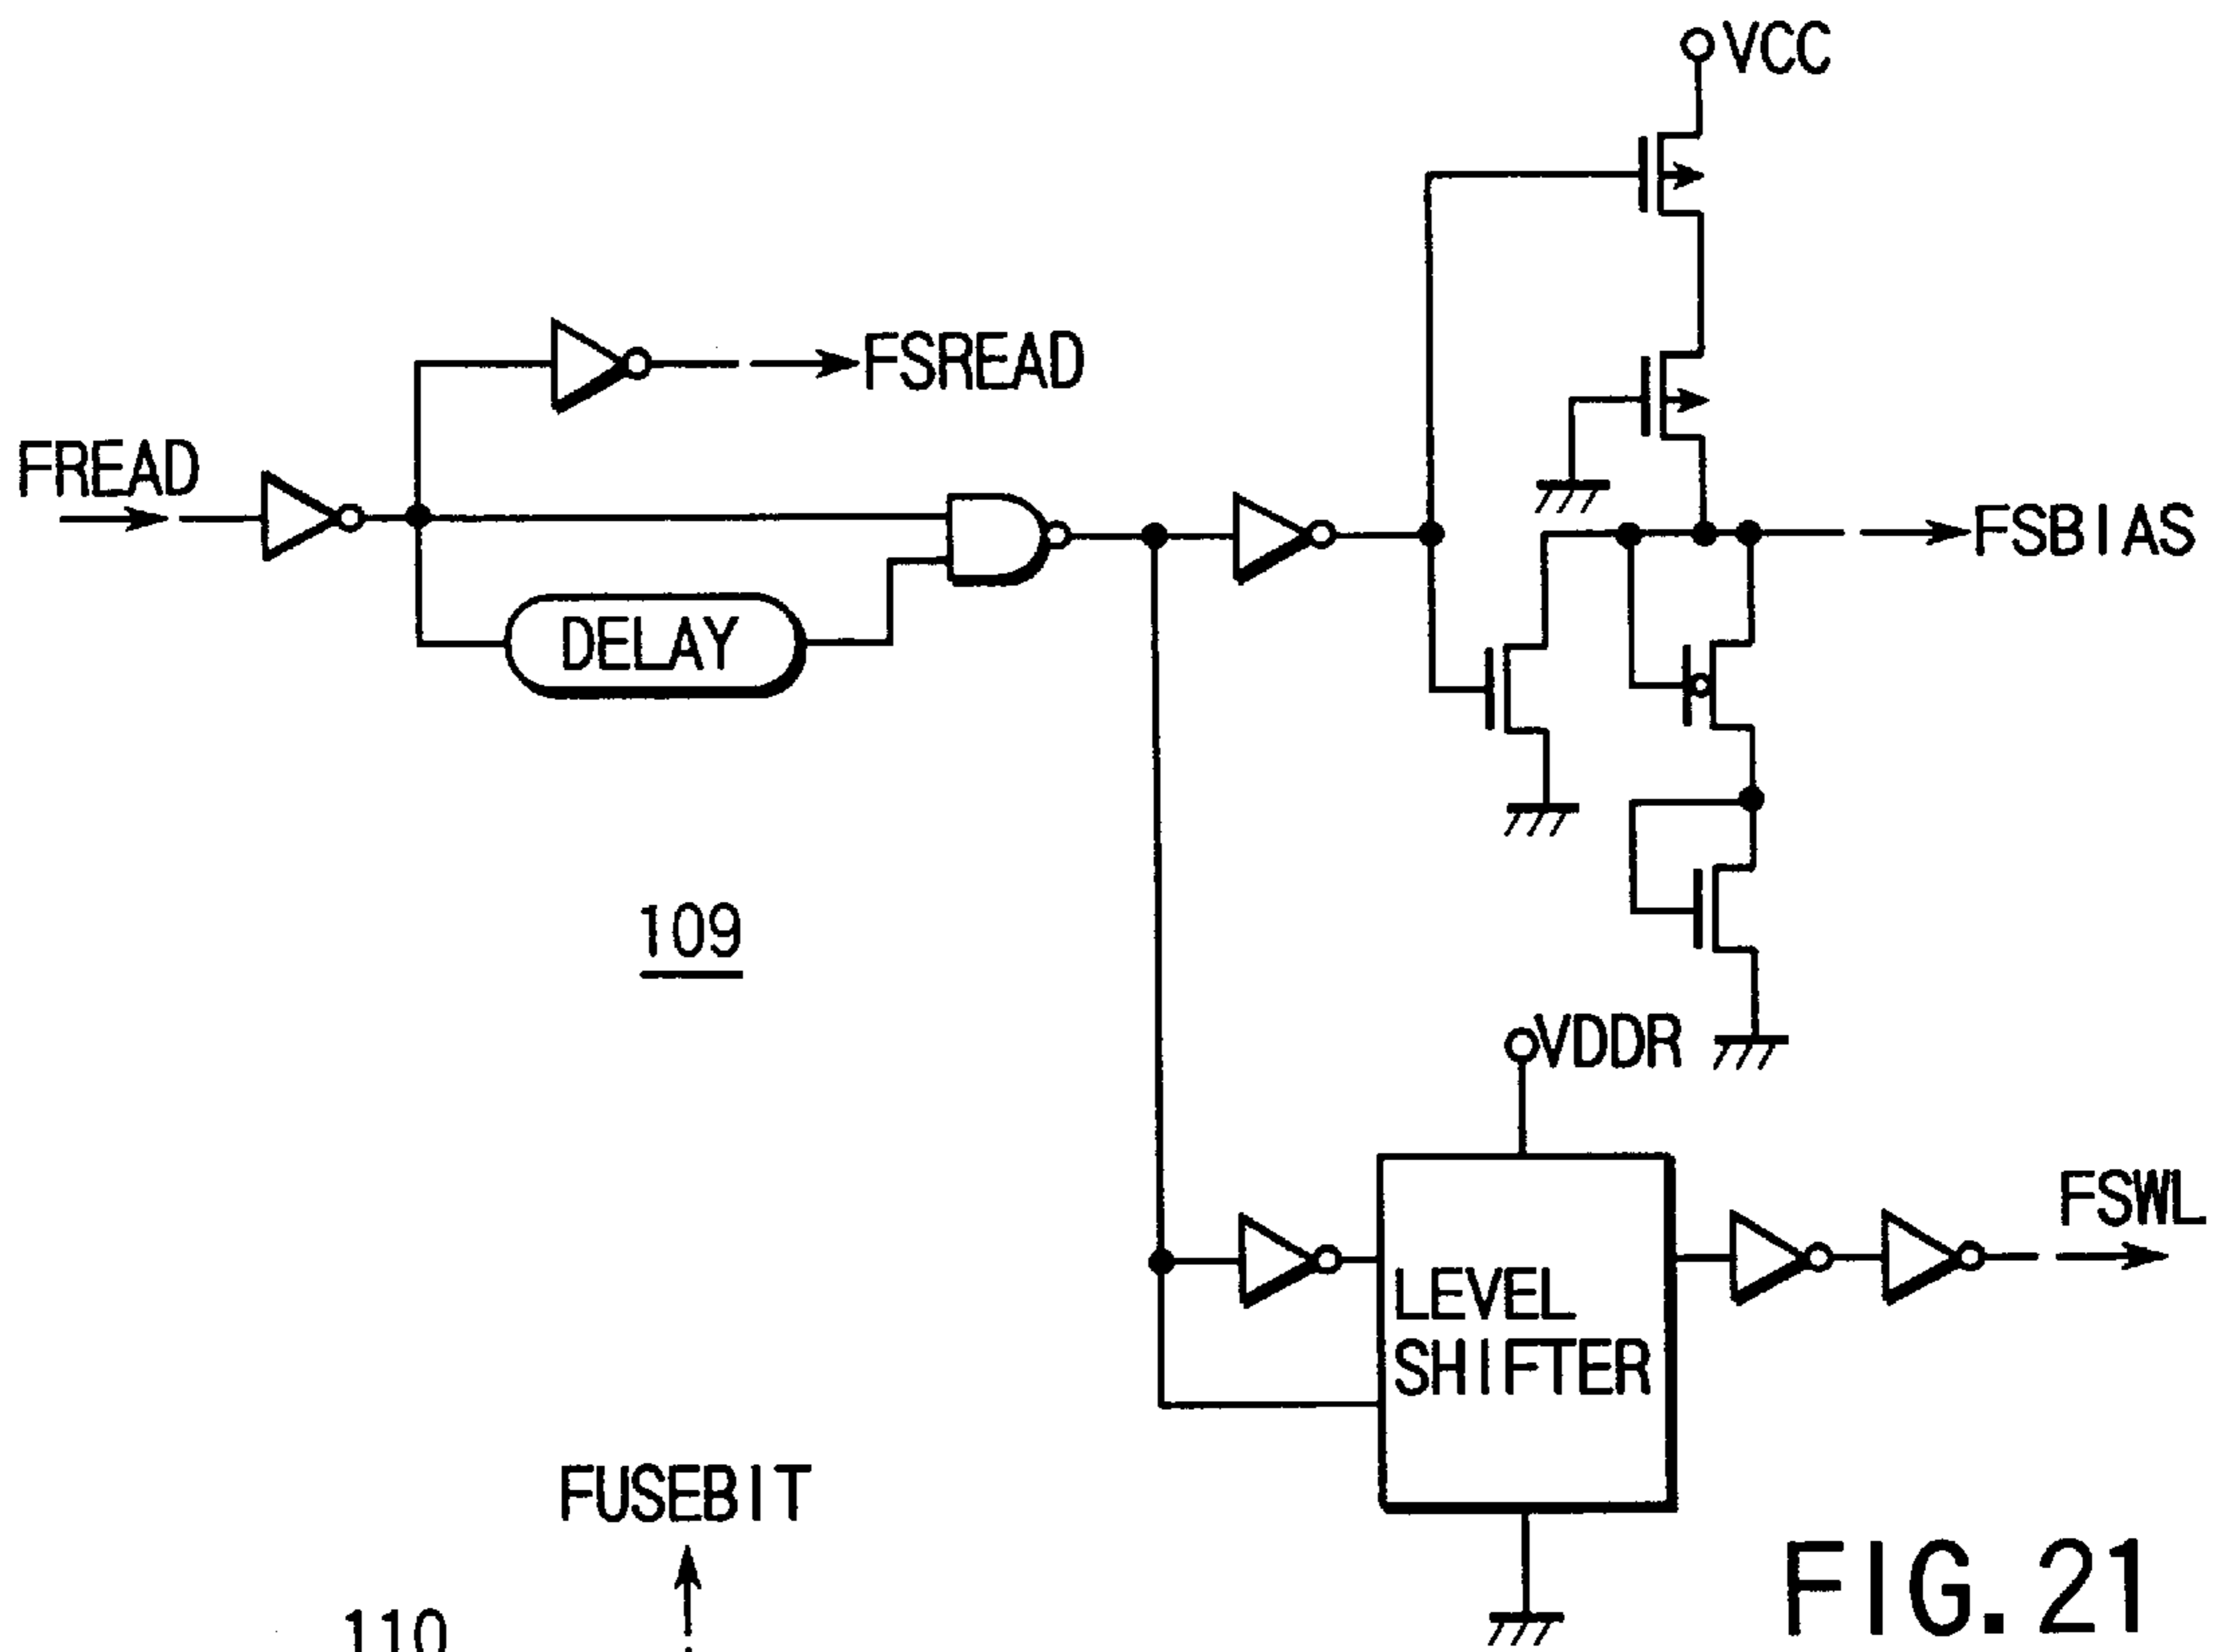 VCC
FSREAD
FREAD
FSBIAS
DELAY
109
VDDR
FSWL
LEVEL
SHIFTER
FUSEBIT
110
FIG.21